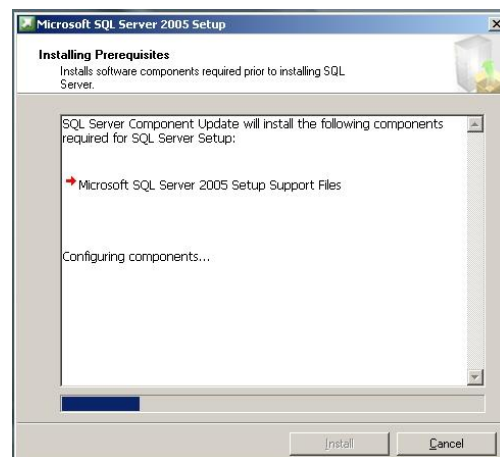 Microsoft SQL Server 2005 Setup
Installing Prerequisites
Installs software components required prior to installing SQL
Server.
SQL Server Component Update will install the following components
required for SQL Server Setup:
Microsoft SQL Server 2005 Setup Support Files
Configuring components...
Install
Cancel